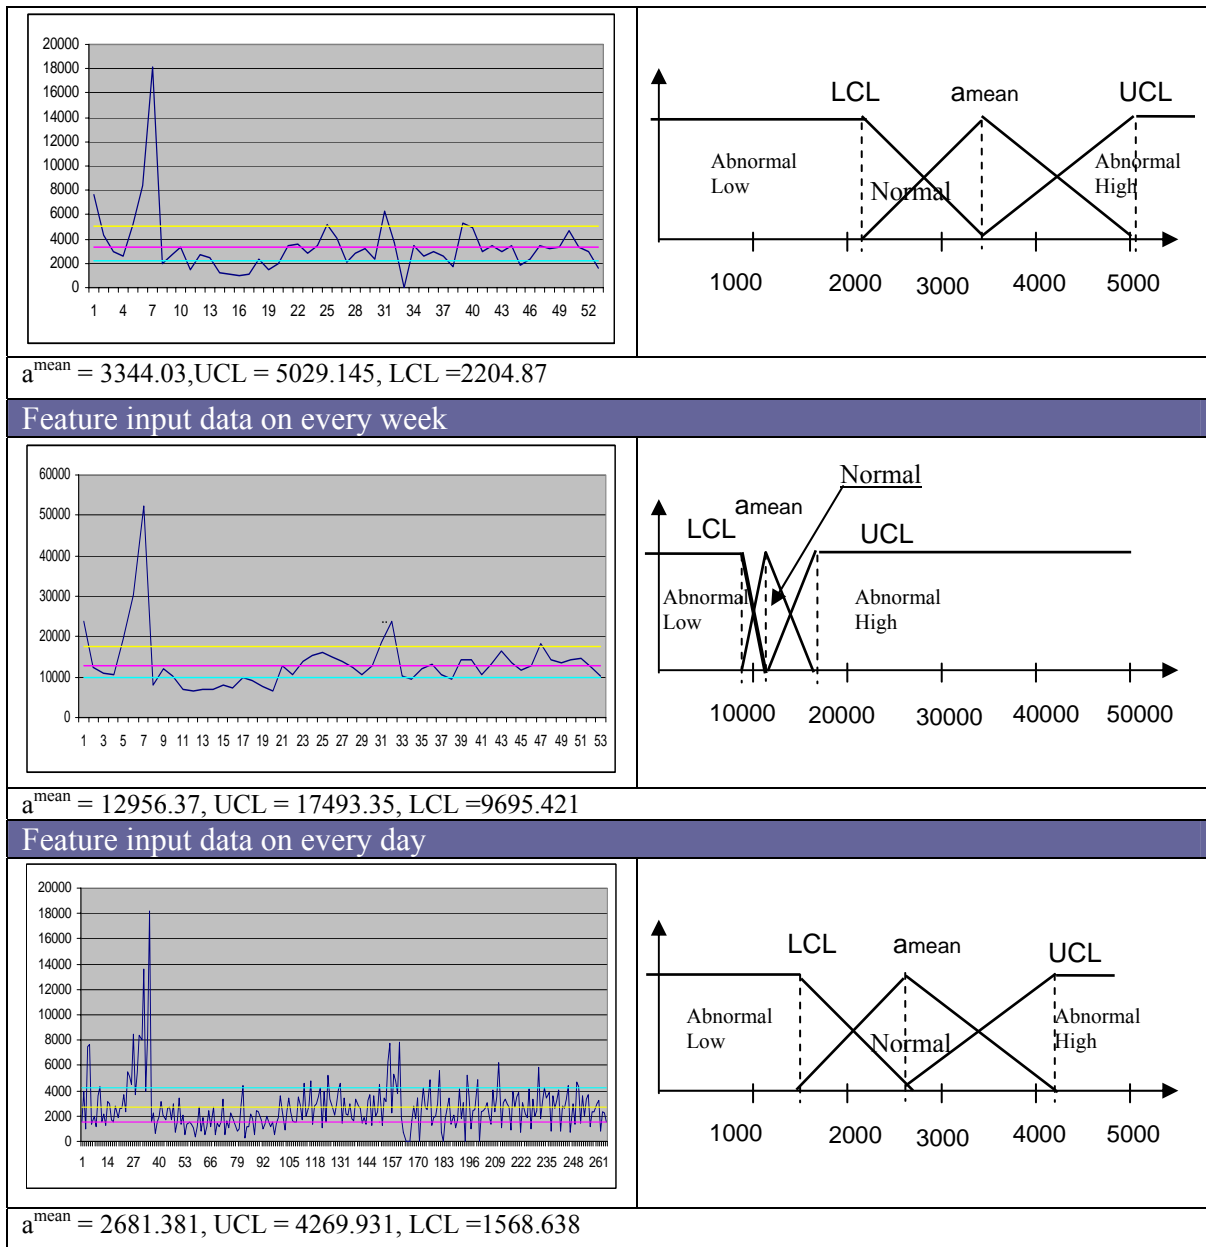 20000
18000
16000
14000
12000
10000
8000
6000
4000
2000
0
1 4 7 10 13 16 19 22 25 28 31 34 37 40 43 46 49 52
LCL amean UCL
Abnormal Low
Normal
Abnormal High
1000 2000 3000 4000 5000
a^mean = 3344.03,UCL = 5029.145, LCL =2204.87
Feature input data on every week
60000
50000
40000
30000
20000
10000
0
1 3 5 7 9 11 13 15 17 19 21 23 25 27 29 31 33 35 37 39 41 43 45 47 49 51 53
Normal
amean
LCL UCL
Abnormal Low
Abnormal High
10000 20000 30000 40000 50000
a^mean = 12956.37, UCL = 17493.35, LCL =9695.421
Feature input data on every day
20000
18000
16000
14000
12000
10000
8000
6000
4000
2000
0
1 14 27 40 53 66 79 92 105 118 131 144 157 170 183 196 209 222 235 248 261
LCL amean UCL
Abnormal Low
Normal
Abnormal High
1000 2000 3000 4000 5000
a^mean = 2681.381, UCL = 4269.931, LCL =1568.638